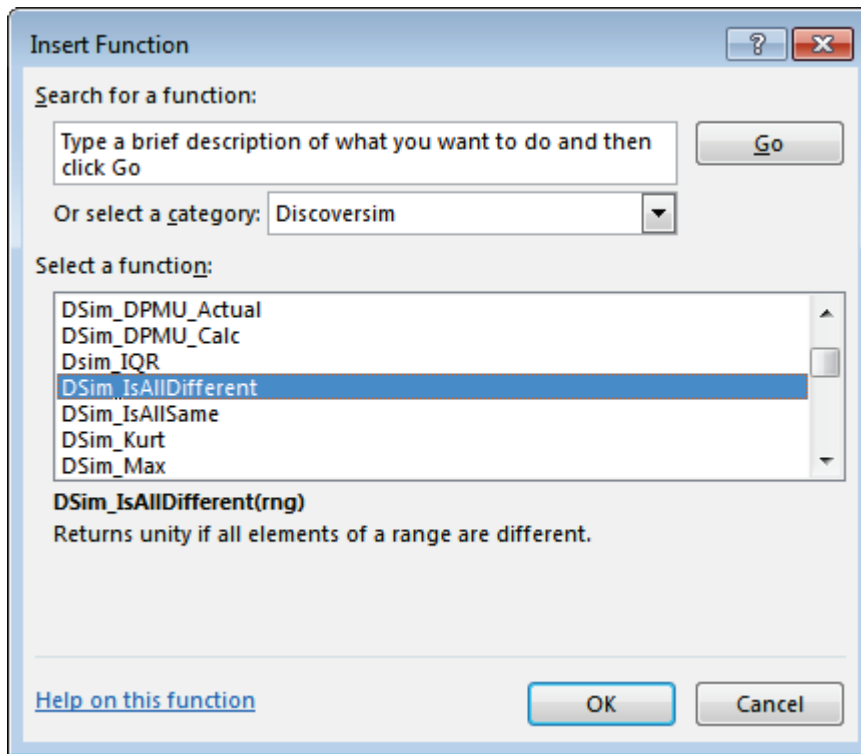 Insert Function
Search for a function:
Type a brief description of what you want to do and then
click Go
Go
Or select a category: Discoversim
Select a function:
DSim_DPMU_Actual
DSim_DPMU_Calc
Dsim_IQR
DSim_IsAllDifferent
DSim_IsAllSame
DSim_Kurt
DSim_Max
DSim_IsAllDifferent(rng)
Returns unity if all elements of a range are different.
Help on this function
OK
Cancel